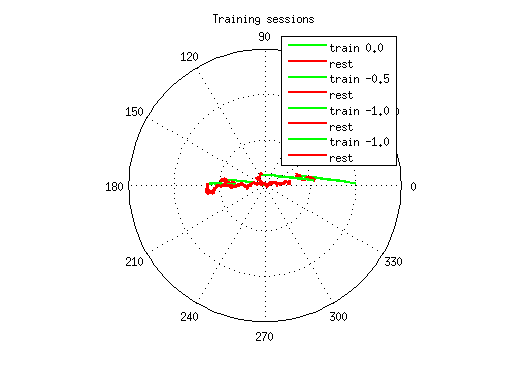 Training sessions
90
120
150
180
210
240
270
300
330
0
train 0.0
rest
train -0.5
rest
train -1.0
rest
train -1.0
rest